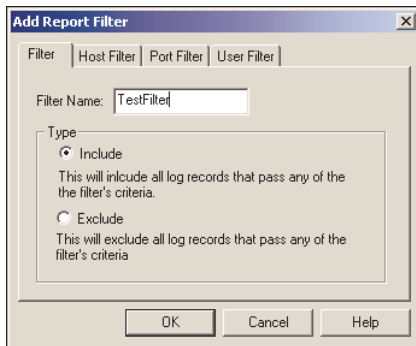 Add Report Filter
Filter Host Filter Port Filter User Filter
Filter Name: TestFilter
Type
Include
This will inlcude all log records that pass any of the
the filter's criteria.
Exclude
This will exclude all log records that pass any of the
filter's criteria
OK Cancel Help